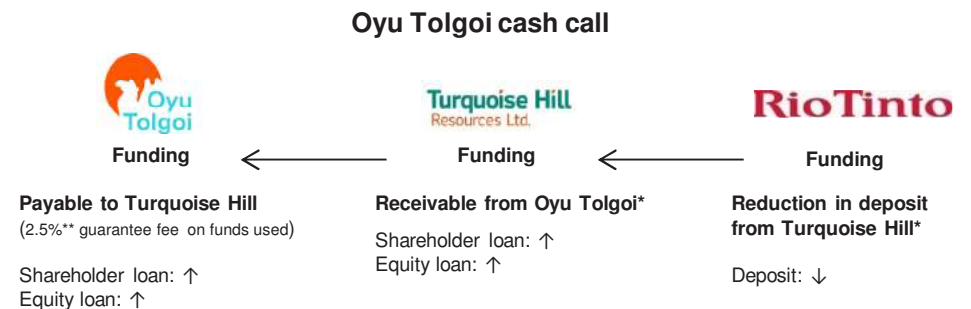 Oyu Tolgoi cash call
Oyu
Tolgoi
Turquoise Hill
Resources Ltd.
RioTinto
Funding
Funding
Funding
Payable to Turquoise Hill
(2.5%** guarantee fee on funds used)
Shareholder loan: ↑
Equity loan: ↑
Receivable from Oyu Tolgoi*
Shareholder loan: ↑
Equity loan: ↑
Reduction in deposit
from Turquoise Hill*
Deposit: ↓